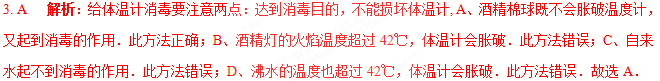 3. A 解析：给体温计消毒要注意两点：达到消毒目的，不能损坏体温计, A、酒精棉球既不会胀破温度计，
又起到消毒的作用．此方法正确；B、酒精灯的火焰温度超过 42℃，体温计会胀破．此方法错误；C、自来
水起不到消毒的作用．此方法错误；D、沸水的温度也超过 42℃，体温计会胀破．此方法错误．故选 A．